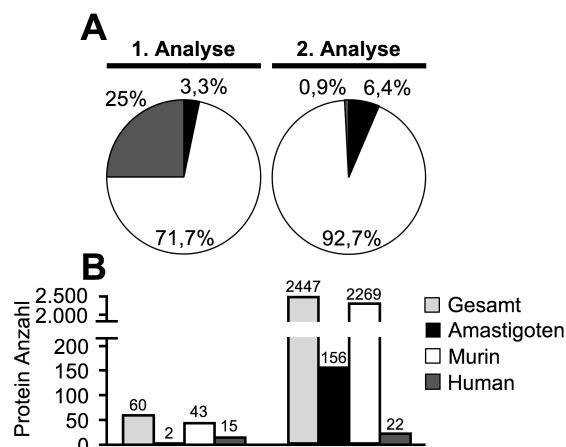 A
1. Analyse
2. Analyse
3,3%
25%
71,7%
0,9%
6,4%
92,7%
B
Protein Anzahl
2.500
2.000
200
150
100
50
0
60
2
43
15
2447
156
2269
22
Gesamt
Amastigoten
Murin
Human